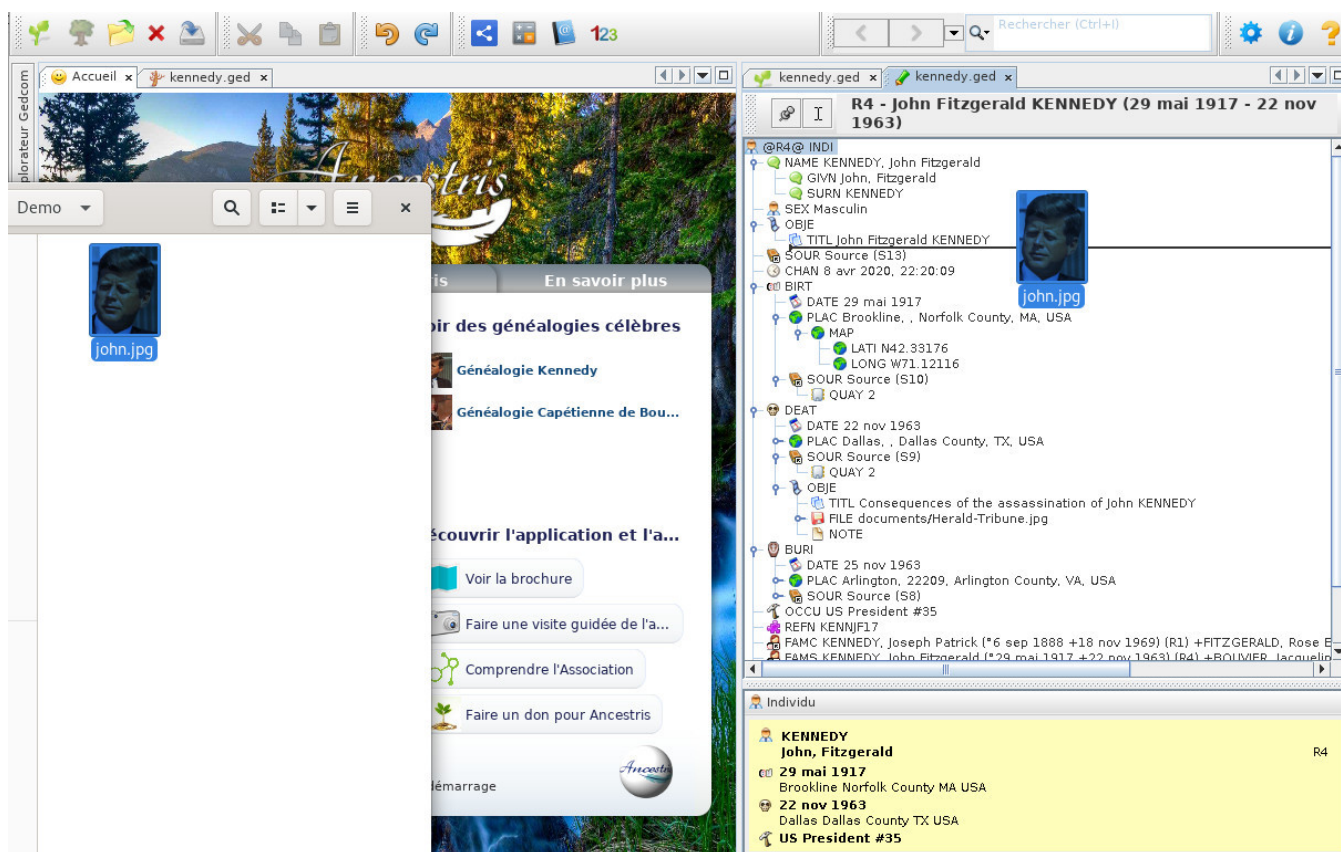 123
Rechercher (Ctrl+I)
Accueil
kennedy.ged
kennedy.ged
kennedy.ged
plorateur Gedcom
R4 - John Fitzgerald KENNEDY (29 mai 1917 - 22 nov
1963)
Ancestris
Demo
john.jpg
ris
En savoir plus
oir des généalogies célèbres
Généalogie Kennedy
Généalogie Capétienne de Bou...
écouvrir l'application et l'a...
Voir la brochure
Faire une visite guidée de l'a...
Comprendre l'Association
Faire un don pour Ancestris
démarrage
@R4@ INDI
NAME KENNEDY, John Fitzgerald
GIVN John, Fitzgerald
SURN KENNEDY
SEX Masculin
OBJE
TITL John Fitzgerald KENNEDY
SOUR Source (S13)
CHAN 8 avr 2020, 22:20:09
BIRT
DATE 29 mai 1917
PLAC Brookline, , Norfolk County, MA, USA
MAP
LATI N42.33176
LONG W71.12116
SOUR Source (S10)
QUAY 2
DEAT
DATE 22 nov 1963
PLAC Dallas, , Dallas County, TX, USA
SOUR Source (S9)
QUAY 2
OBJE
TITL Consequences of the assassination of John KENNEDY
FILE documents/Herald-Tribune.jpg
NOTE
BURI
DATE 25 nov 1963
PLAC Arlington, 22209, Arlington County, VA, USA
SOUR Source (S8)
OCCU US President #35
REFN KENNJF17
FAMC KENNEDY, Joseph Patrick (*6 sep 1888 +18 nov 1969) (R1) +FITZGERALD, Rose E
FAMS KENNEDY, John Fitzgerald (*29 mai 1917 +22 nov 1963) (R4) +BOUVIER, Jacquelin
john.jpg
Individu
KENNEDY
John, Fitzgerald
R4
29 mai 1917
Brookline Norfolk County MA USA
22 nov 1963
Dallas Dallas County TX USA
US President #35